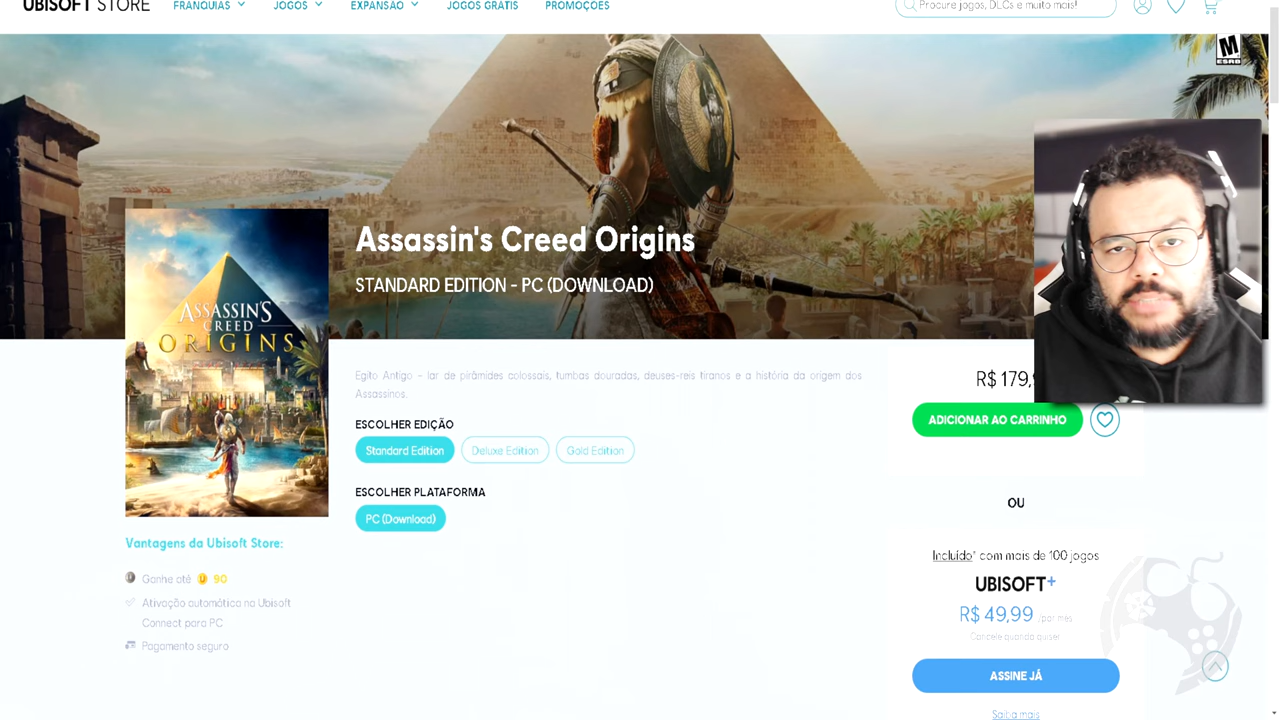 UBISOFT STORE
FRANQUIAS
JOGOS
EXPANSÃO
JOGOS GRÁTIS
PROMOÇÕES
Procure jogos, DLCs e muito mais!
M
ESRB
Assassin's Creed Origins
STANDARD EDITION - PC (DOWNLOAD)
ASSASSIN'S
CREED
ORIGINS
Egito Antigo – lar de pirâmides colossais, tumbas douradas, deuses-reis tiranos e a história da origem dos
Assassinos.
ESCOLHER EDIÇÃO
Standard Edition
Deluxe Edition
Gold Edition
ESCOLHER PLATAFORMA
PC (Download)
Vantagens da Ubisoft Store:
Ganhe até 90
Ativação automática na Ubisoft
Connect para PC
Pagamento seguro
R$ 179,
ADICIONAR AO CARRINHO
OU
Incluído* com mais de 100 jogos
UBISOFT+
R$ 49,99 /por mês
Cancele quando quiser
ASSINE JÁ
Saiba mais